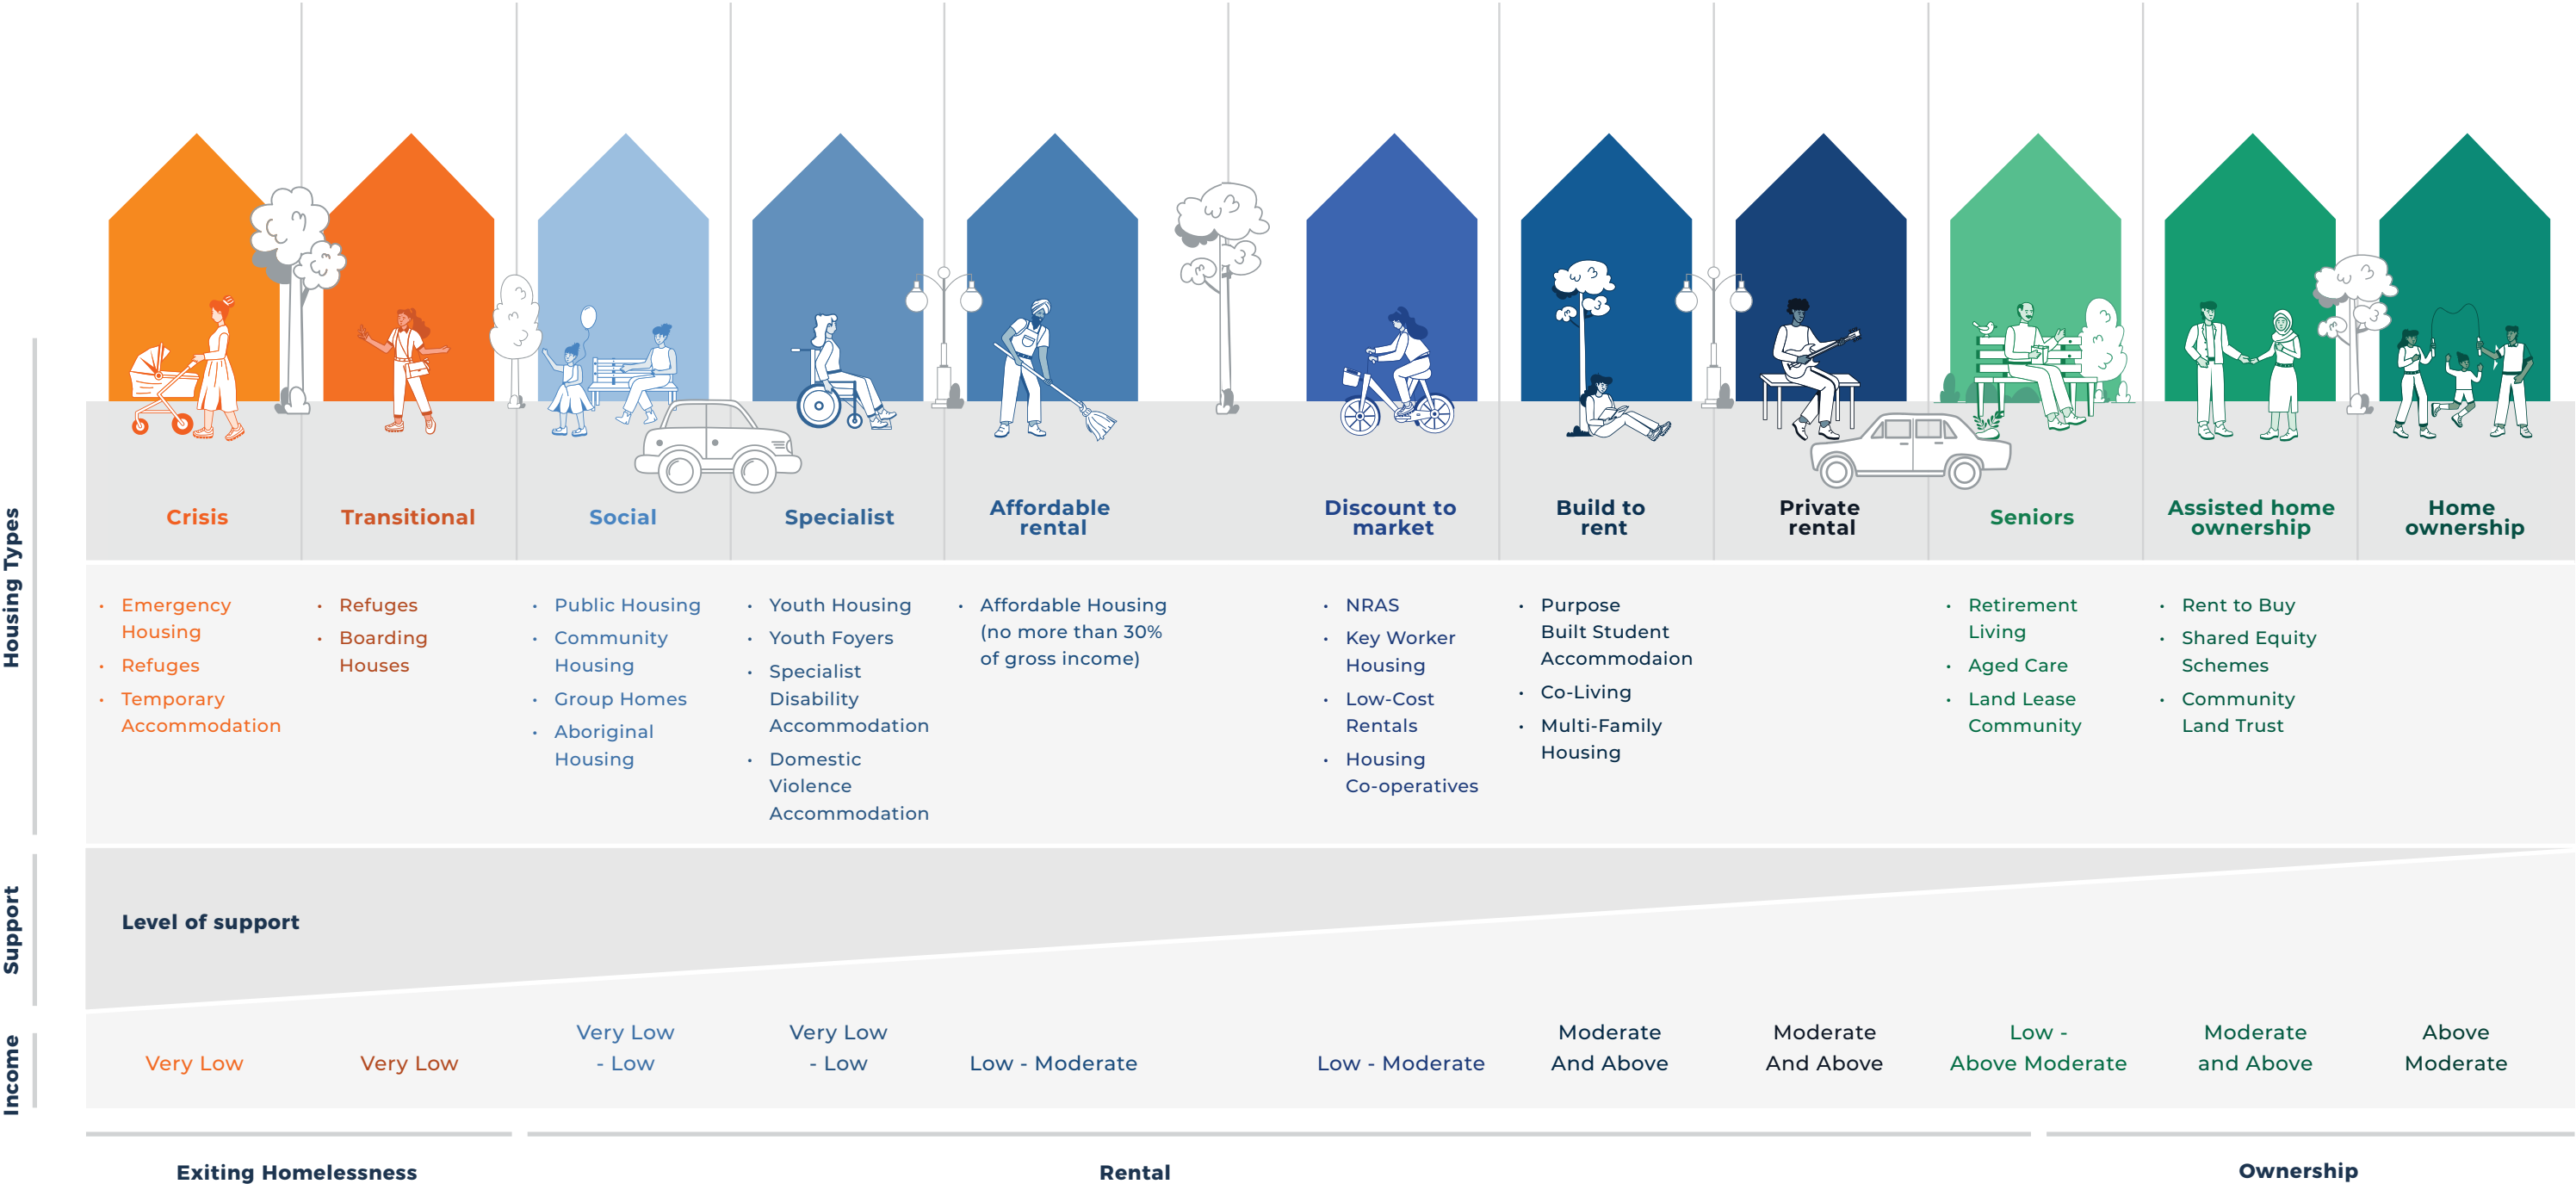 Housing Types
Crisis
Transitional
Social
Specialist
Affordable
rental
Discount to
market
Build to
rent
Private
rental
Seniors
Assisted home
ownership
Home
ownership
• Emergency
Housing
• Refuges
• Temporary
Accommodation
• Refuges
• Boarding
Houses
• Public Housing
• Community
Housing
• Group Homes
• Aboriginal
Housing
• Youth Housing
• Youth Foyers
• Specialist
Disability
Accommodation
• Domestic
Violence
Accommodation
• Affordable Housing
(no more than 30%
of gross income)
• NRAS
• Key Worker
Housing
• Low-Cost
Rentals
• Housing
Co-operatives
• Purpose
Built Student
Accommodaion
• Co-Living
• Multi-Family
Housing
• Retirement
Living
• Aged Care
• Land Lease
Community
• Rent to Buy
• Shared Equity
Schemes
• Community
Land Trust
Support
Level of support
Income
Very Low
Very Low
Very Low
- Low
Very Low
- Low
Low - Moderate
Low - Moderate
Moderate
And Above
Moderate
And Above
Low -
Above Moderate
Moderate
and Above
Above
Moderate
Exiting Homelessness
Rental
Ownership